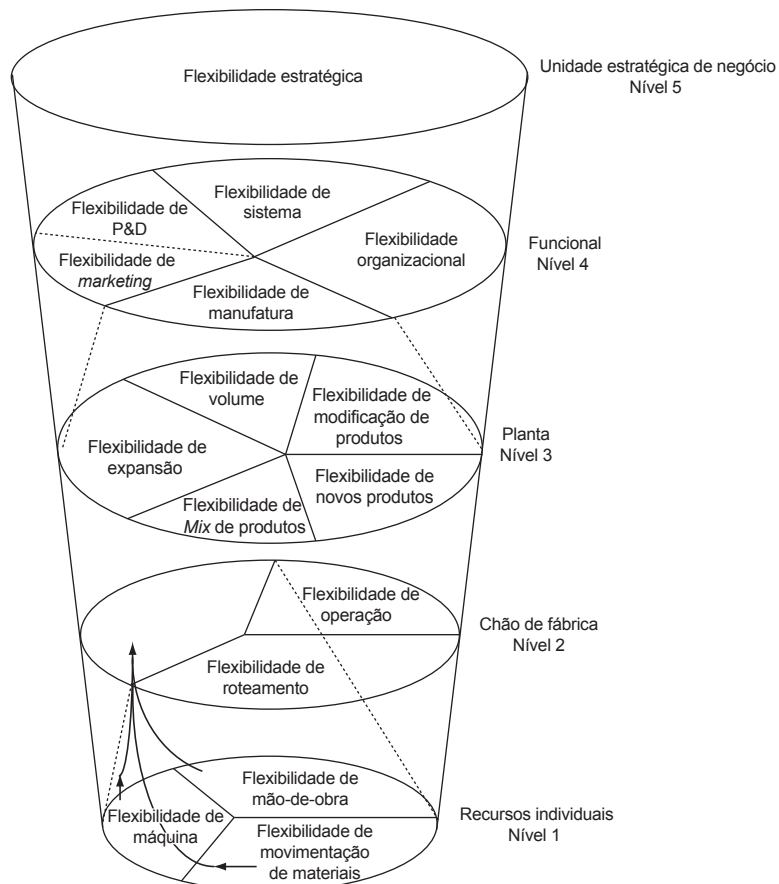 Flexibilidade estratégica
Unidade estratégica de negócio
Nível 5
Flexibilidade de
P&D
Flexibilidade de
sistema
Flexibilidade
organizacional
Flexibilidade de
marketing
Flexibilidade de
manufatura
Funcional
Nível 4
Flexibilidade de
volume
Flexibilidade de
modificação de
produtos
Flexibilidade de
expansão
Flexibilidade de
novos produtos
Flexibilidade de
Mix de produtos
Planta
Nível 3
Flexibilidade de
operação
Flexibilidade de
roteamento
Chão de fábrica
Nível 2
Flexibilidade de
mão-de-obra
Flexibilidade de
máquina
Flexibilidade de
movimentação
de materiais
Recursos individuais
Nível 1